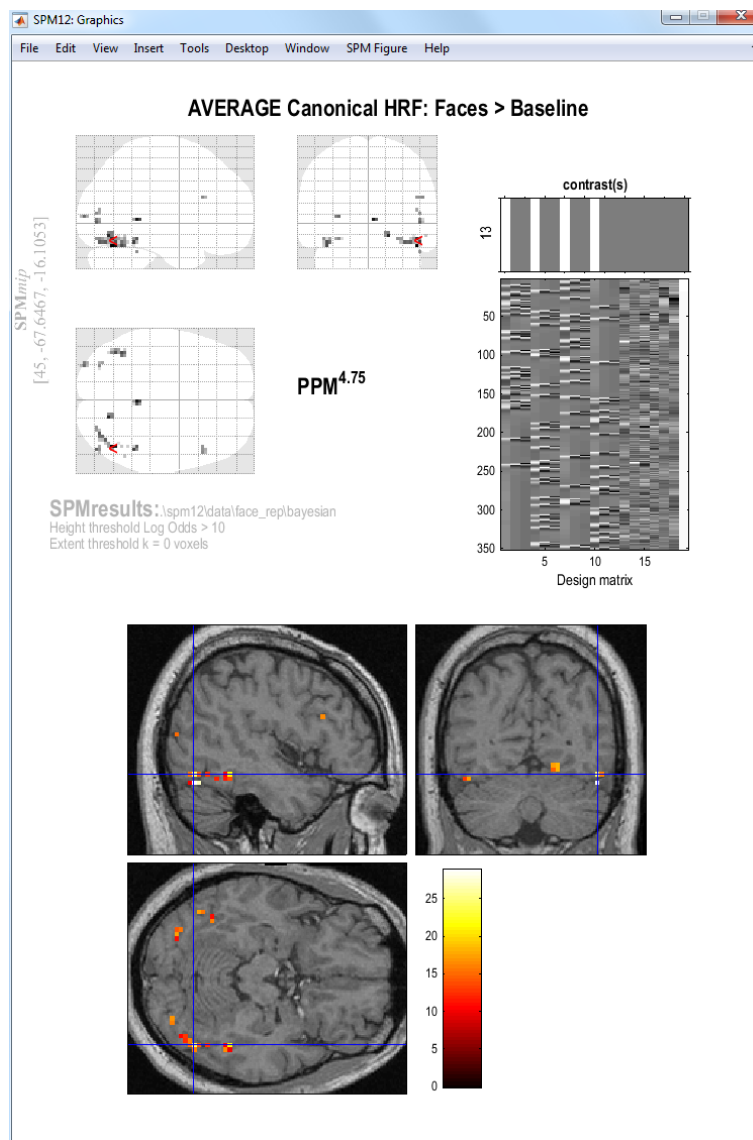 SPM12: Graphics
File Edit View Insert Tools Desktop Window SPM Figure Help
AVERAGE Canonical HRF: Faces > Baseline
SPMmip
[45, -67.6467, -16.1053]
contrast(s)
13
50
100
150
200
250
300
350
5 10 15
Design matrix
PPM4.75
SPMresults:.\spm12\data\face_rep\bayesian
Height threshold Log Odds > 10
Extent threshold k = 0 voxels
25
20
15
10
5
0